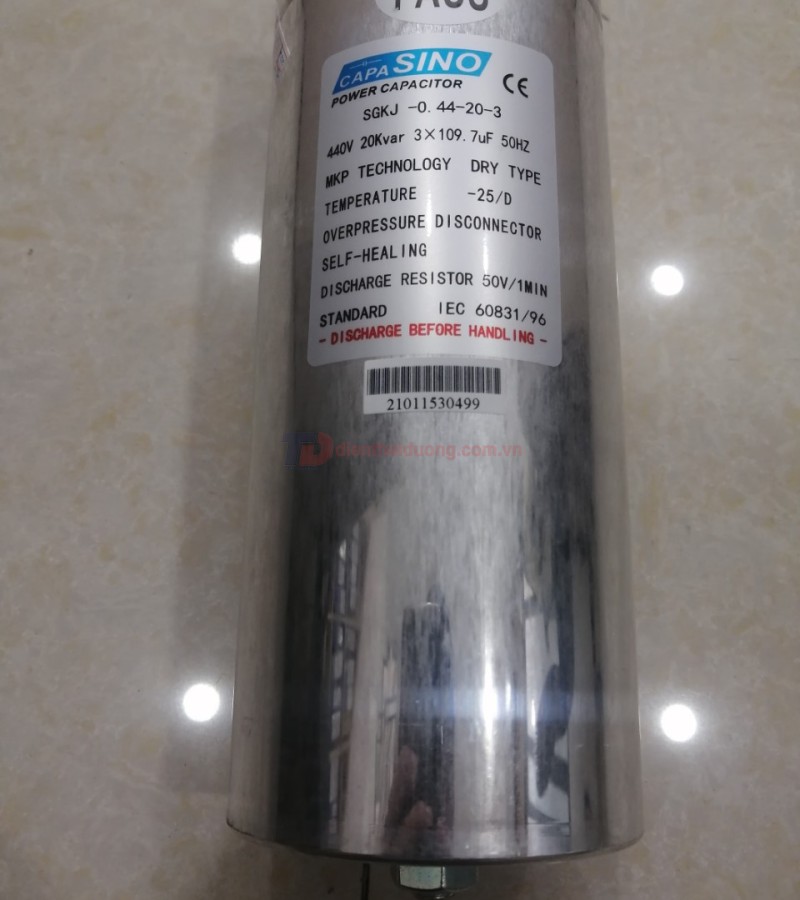 CAPA SINO
POWER CAPACITOR CE
SGKJ -0.44-20-3
440V 20Kvar 3×109.7uF 50HZ
MKP TECHNOLOGY DRY TYPE
TEMPERATURE -25/D
OVERPRESSURE DISCONNECTOR
SELF-HEALING
DISCHARGE RESISTOR 50V/1MIN
STANDARD IEC 60831/96
- DISCHARGE BEFORE HANDLING -
21011530499